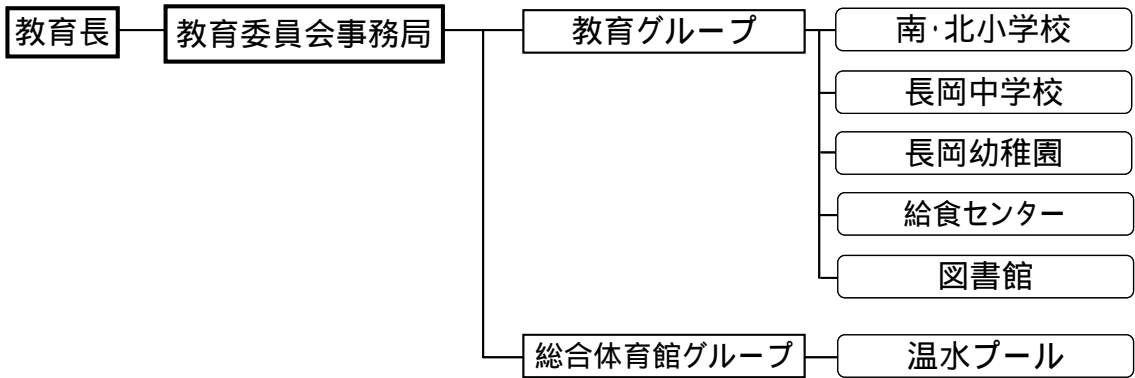 教育長
教育委員会事務局
教育グループ
南・北小学校
長岡中学校
長岡幼稚園
給食センター
図書館
総合体育館グループ
温水プール